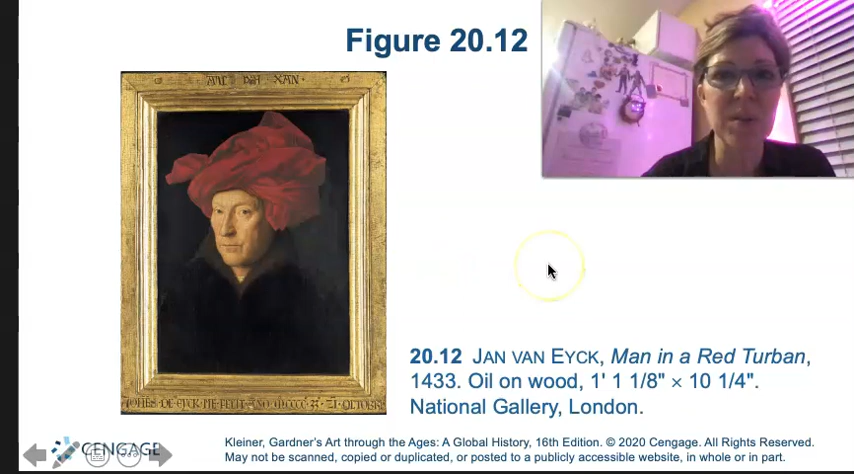 Figure 20.12
20.12 JAN VAN EYCK, Man in a Red Turban,
1433. Oil on wood, 1' 1 1/8" × 10 1/4".
National Gallery, London.
CENGAGE
Kleiner, Gardner's Art through the Ages: A Global History, 16th Edition. © 2020 Cengage. All Rights Reserved.
May not be scanned, copied or duplicated, or posted to a publicly accessible website, in whole or in part.